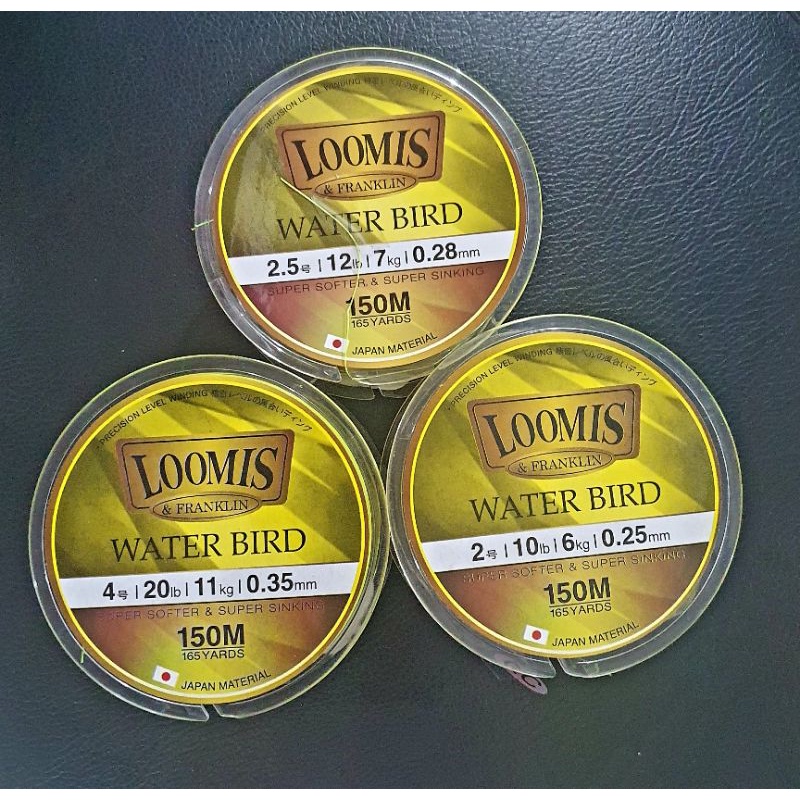 PRECISION LEVEL WINDING
LOOMIS
& FRANKLIN
WATER BIRD
2.5号 | 12lb | 7kg | 0.28mm
SUPER SOFTER & SUPER SINKING
150M
165YARDS
JAPAN MATERIAL
PRECISION LEVEL WINDING
LOOMIS
& FRANKLIN
WATER BIRD
4号 | 20lb | 11kg | 0.35mm
SUPER SOFTER & SUPER SINKING
150M
165YARDS
JAPAN MATERIAL
PRECISION LEVEL WINDING
LOOMIS
& FRANKLIN
WATER BIRD
2号 | 10lb | 6kg | 0.25mm
SUPER SOFTER & SUPER SINKING
150M
165YARDS
JAPAN MATERIAL